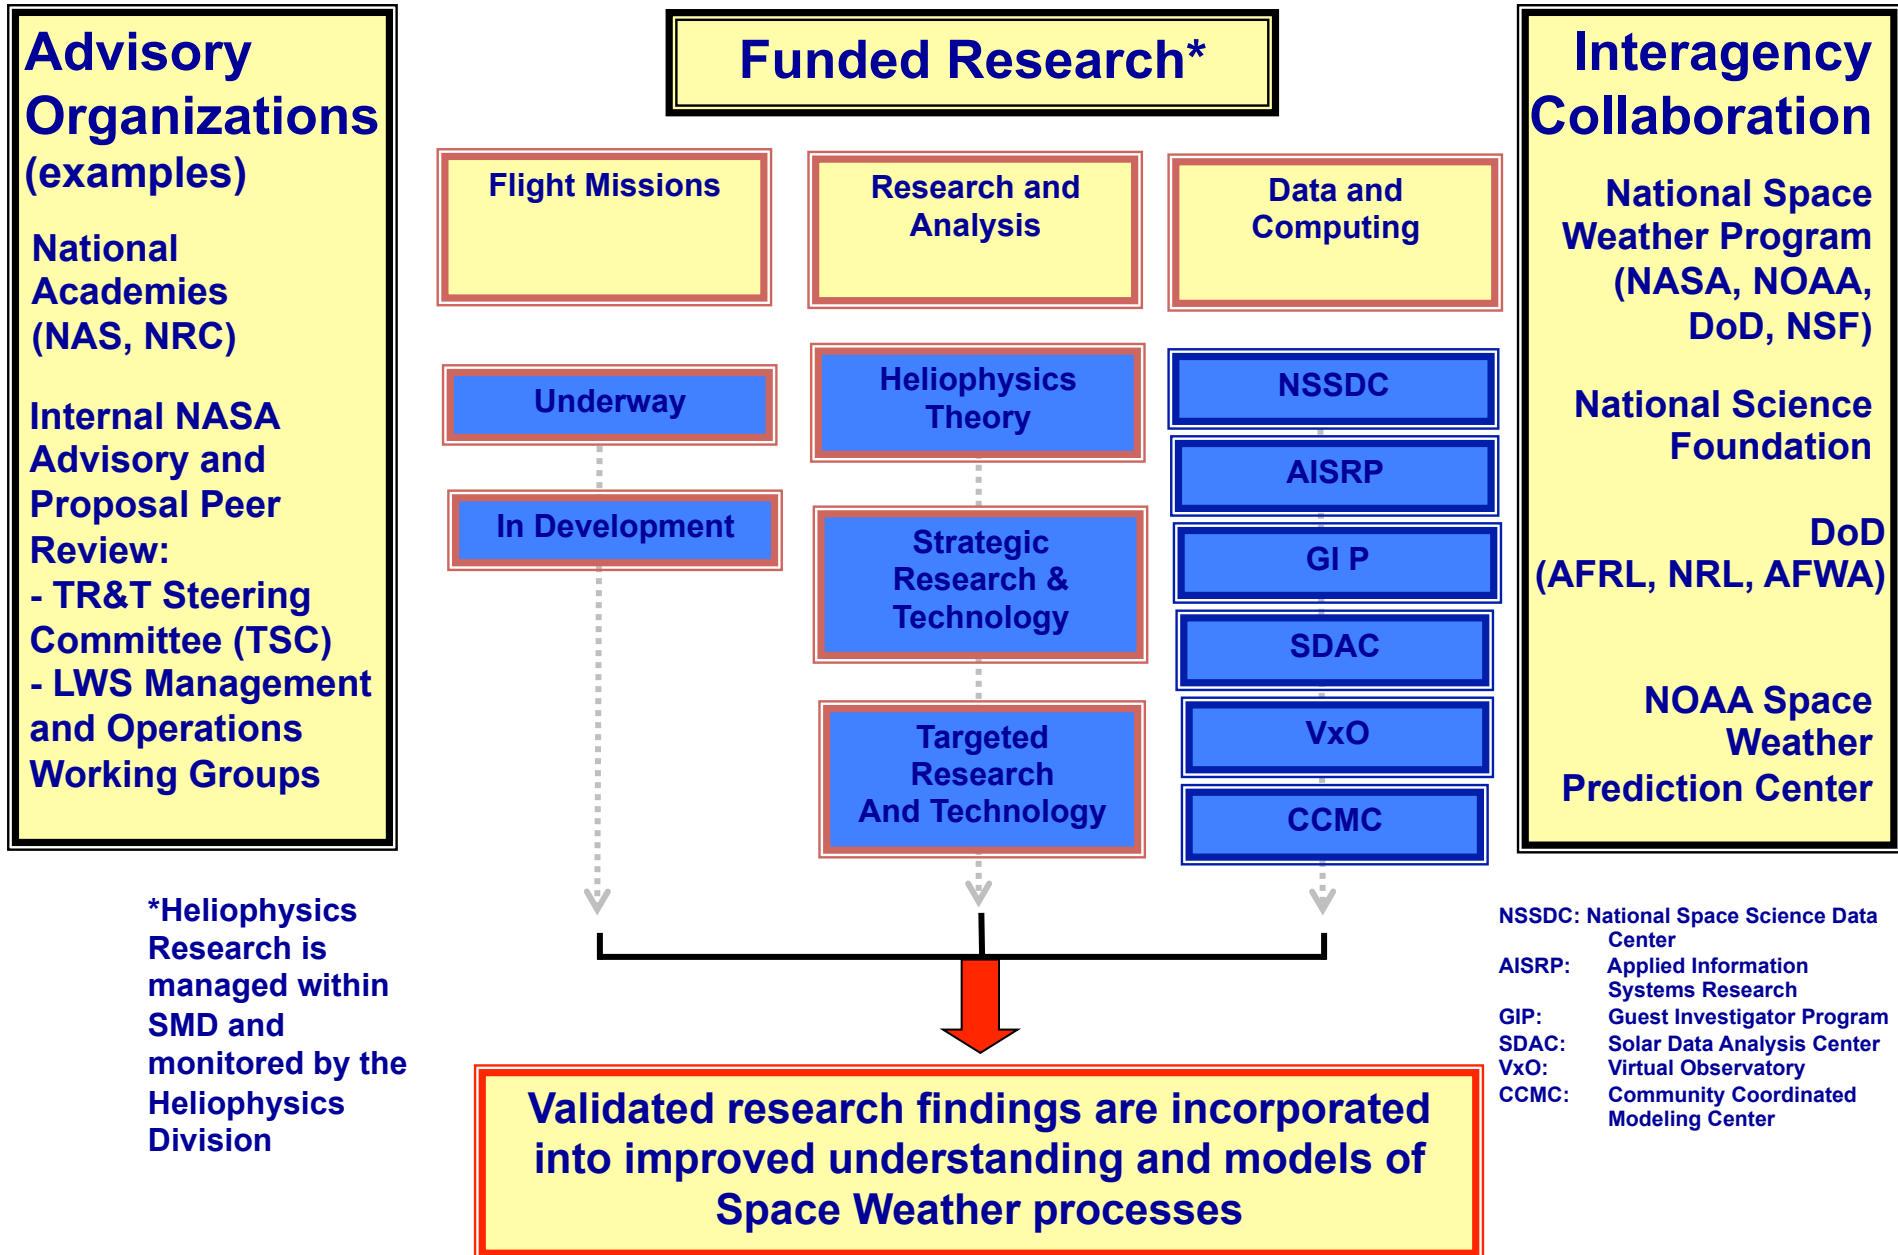 Advisory
Organizations
(examples)
National
Academies
(NAS, NRC)
Internal NASA
Advisory and
Proposal Peer
Review:
- TR&T Steering
Committee (TSC)
- LWS Management
and Operations
Working Groups
Funded Research*
Flight Missions
Underway
In Development
Research and
Analysis
Heliophysics
Theory
Strategic
Research &
Technology
Targeted
Research
And Technology
Data and
Computing
NSSDC
AISRP
GI P
SDAC
VxO
CCMC
Interagency
Collaboration
National Space
Weather Program
(NASA, NOAA,
DoD, NSF)
National Science
Foundation
DoD
(AFRL, NRL, AFWA)
NOAA Space
Weather
Prediction Center
*Heliophysics
Research is
managed within
SMD and
monitored by the
Heliophysics
Division
Validated research findings are incorporated
into improved understanding and models of
Space Weather processes
NSSDC: National Space Science Data
Center
AISRP: Applied Information
Systems Research
GIP: Guest Investigator Program
SDAC: Solar Data Analysis Center
VxO: Virtual Observatory
CCMC: Community Coordinated
Modeling Center